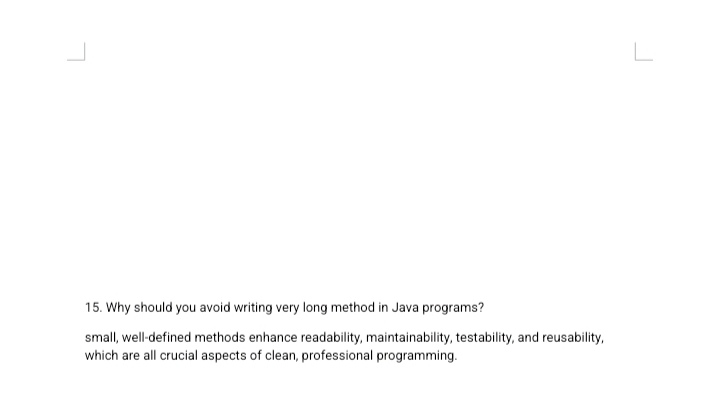 15. Why should you avoid writing very long method in Java programs?
small, well-defined methods enhance readability, maintainability, testability, and reusability,
which are all crucial aspects of clean, professional programming.